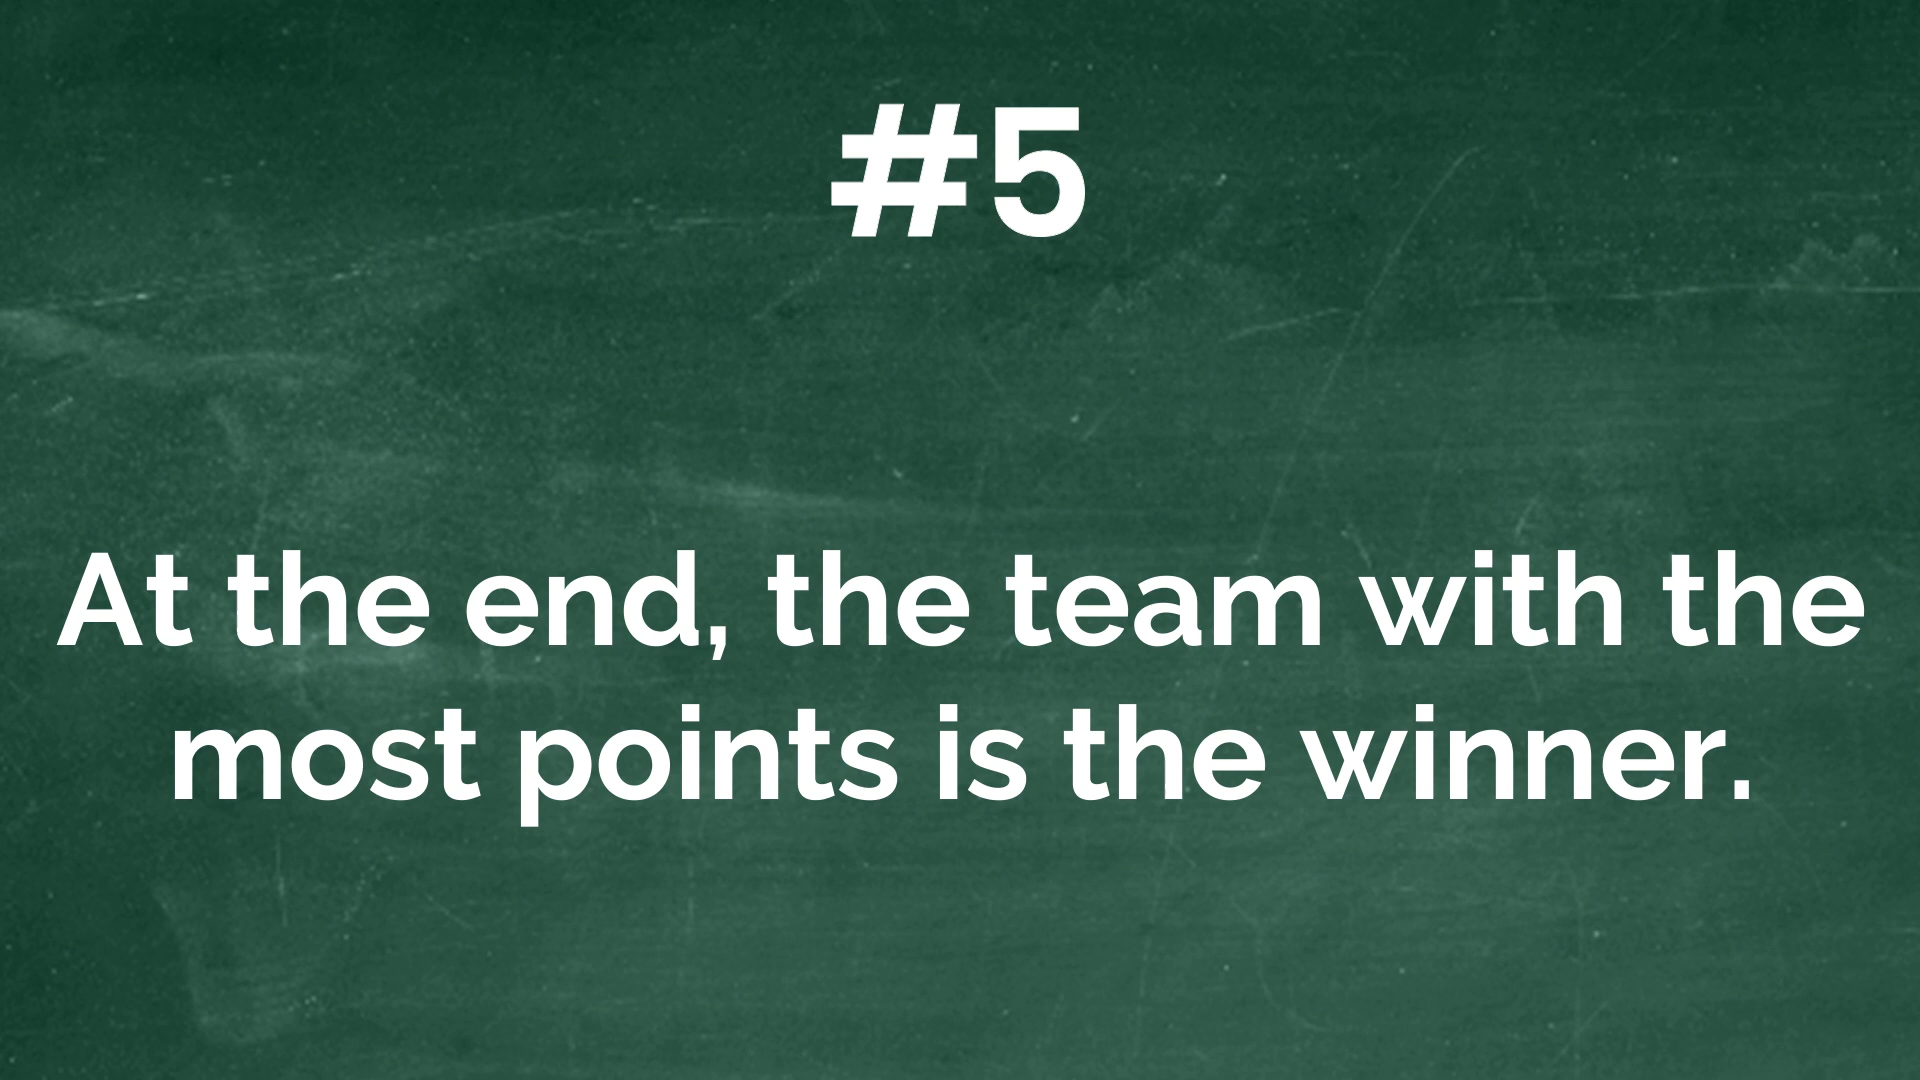 #5
At the end, the team with the
most points is the winner.